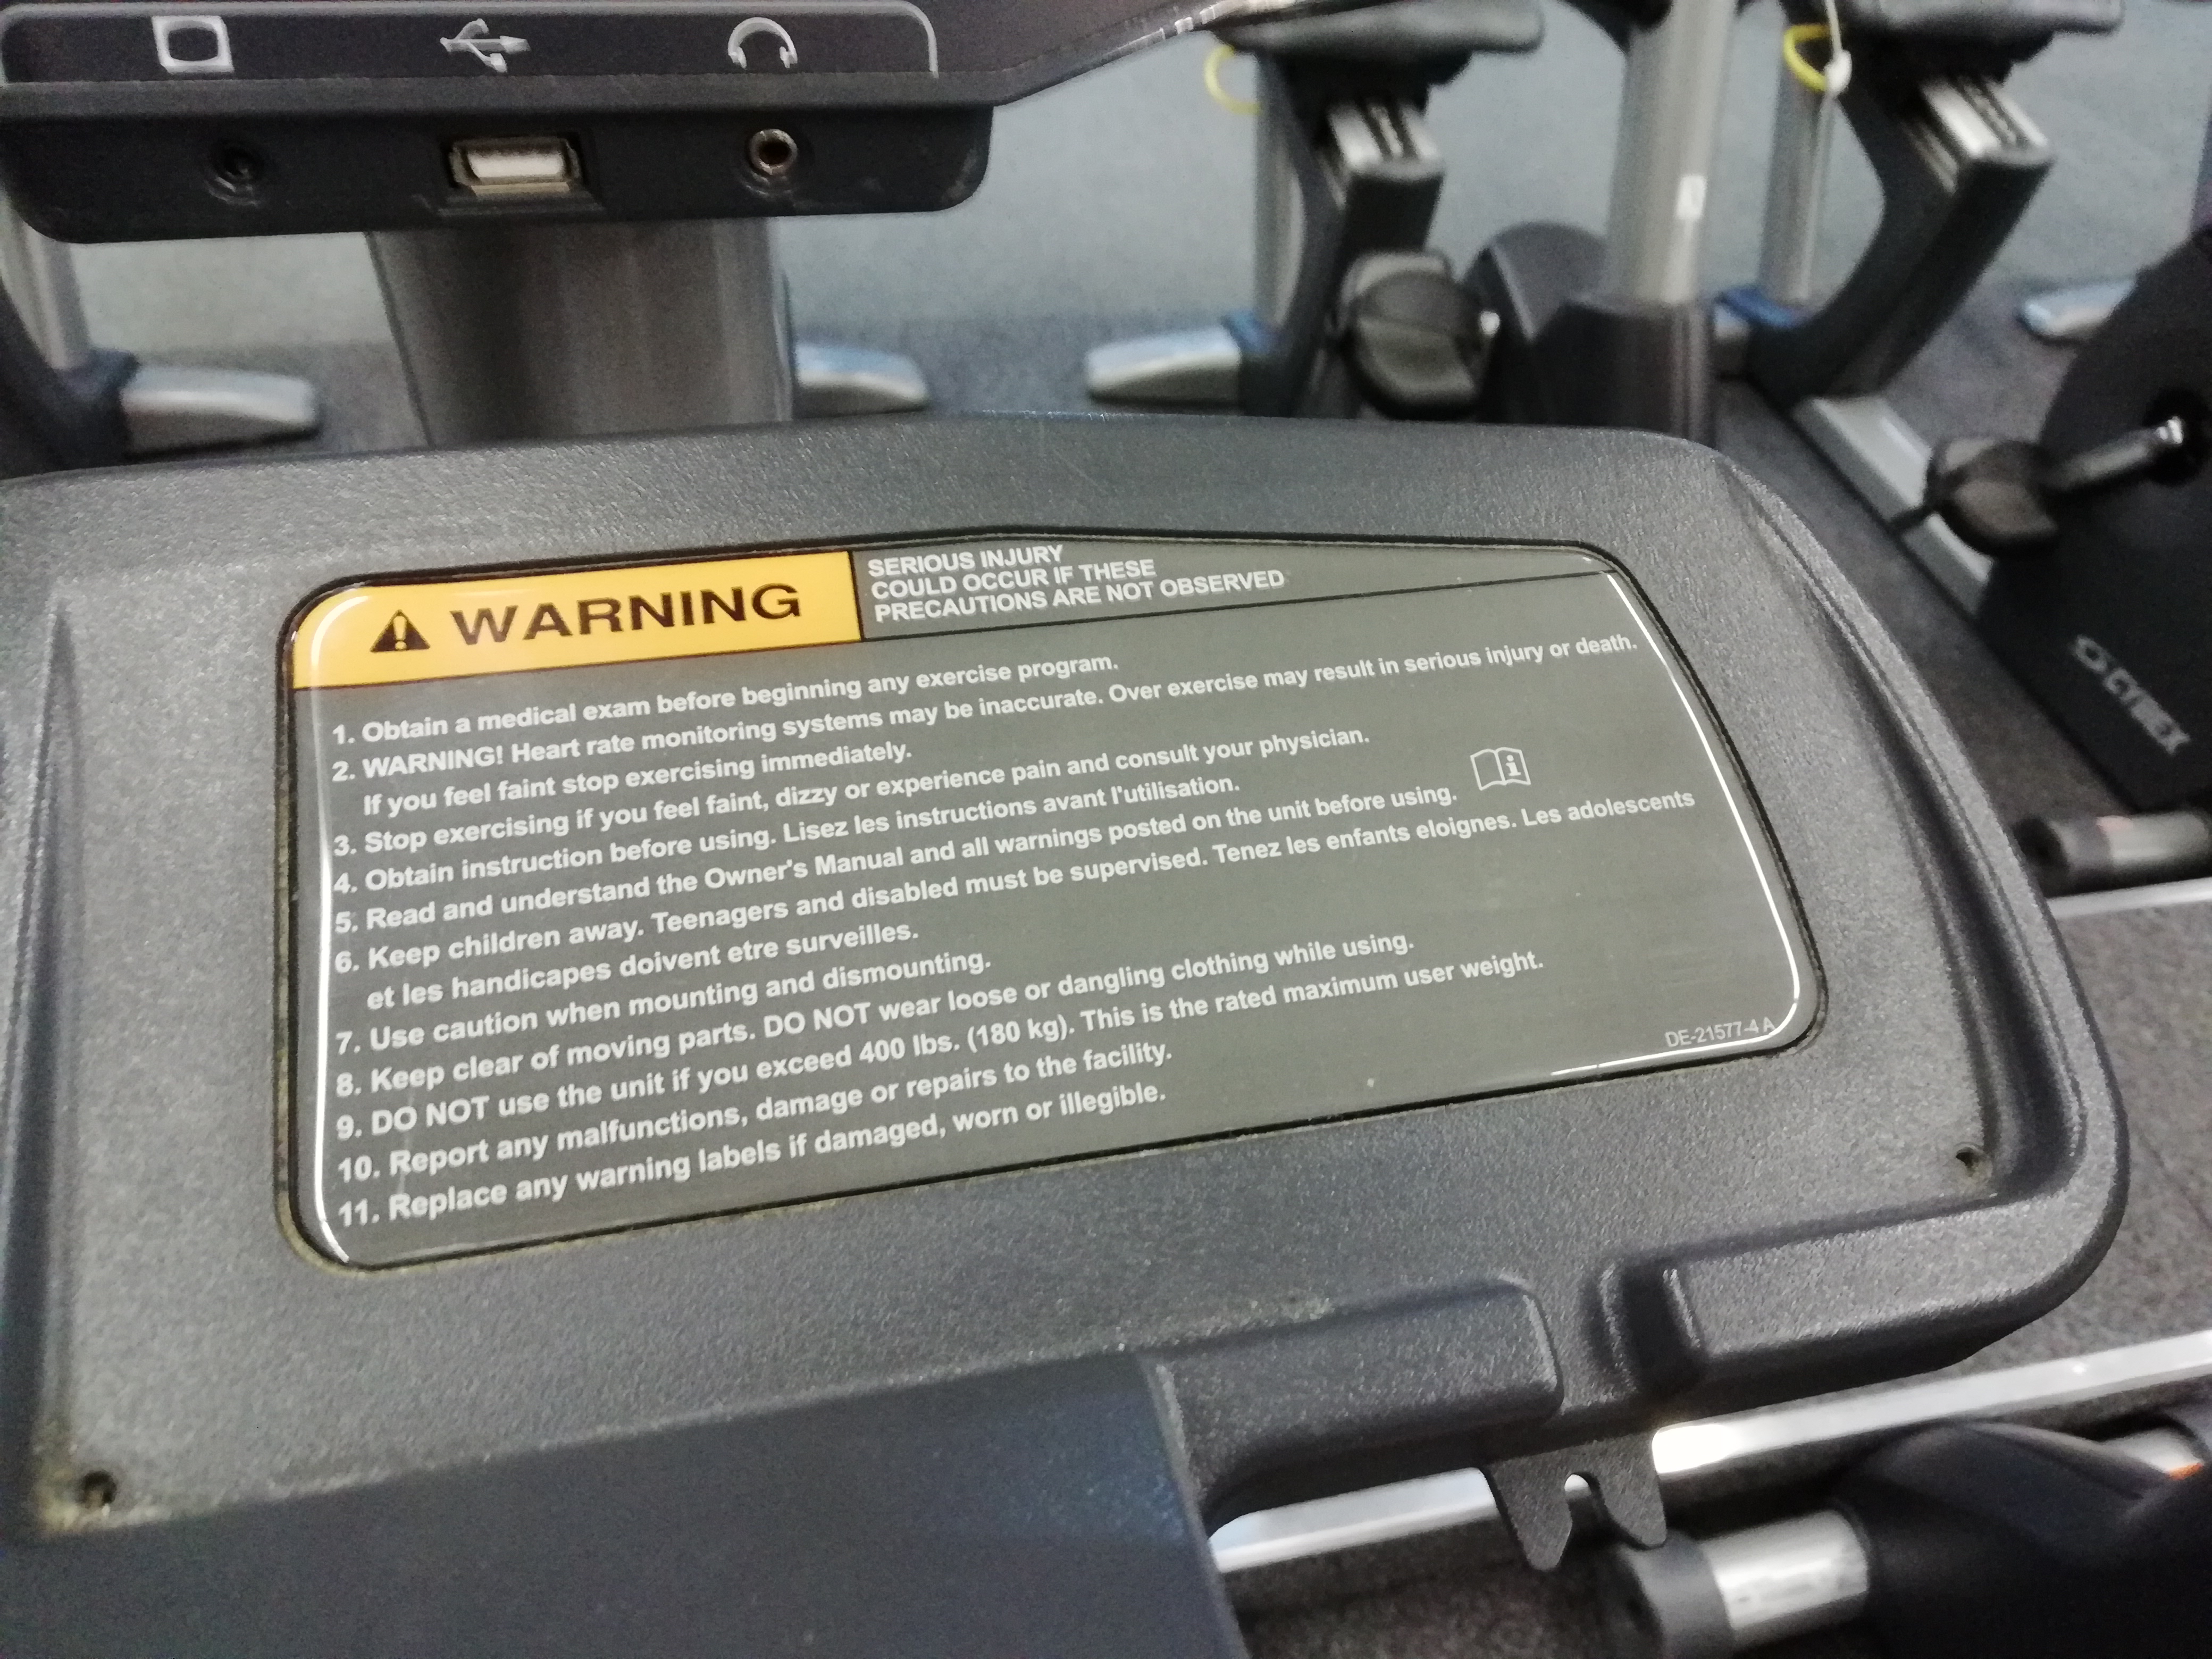 WARNING
SERIOUS INJURY
COULD OCCUR IF THESE
PRECAUTIONS ARE NOT OBSERVED
1. Obtain a medical exam before beginning any exercise program.
2. WARNING! Heart rate monitoring systems may be inaccurate. Over exercise may result in serious injury or death.
If you feel faint stop exercising immediately.
3. Stop exercising if you feel faint, dizzy or experience pain and consult your physician.
4. Obtain instruction before using. Lisez les instructions avant l'utilisation.
5. Read and understand the Owner's Manual and all warnings posted on the unit before using.
6. Keep children away. Teenagers and disabled must be supervised. Tenez les enfants eloignes. Les adolescents
et les handicapes doivent etre surveilles.
7. Use caution when mounting and dismounting.
8. Keep clear of moving parts. DO NOT wear loose or dangling clothing while using.
9. DO NOT use the unit if you exceed 400 lbs. (180 kg). This is the rated maximum user weight.
10. Report any malfunctions, damage or repairs to the facility.
11. Replace any warning labels if damaged, worn or illegible.
DE-21577-4 A
CYBEX